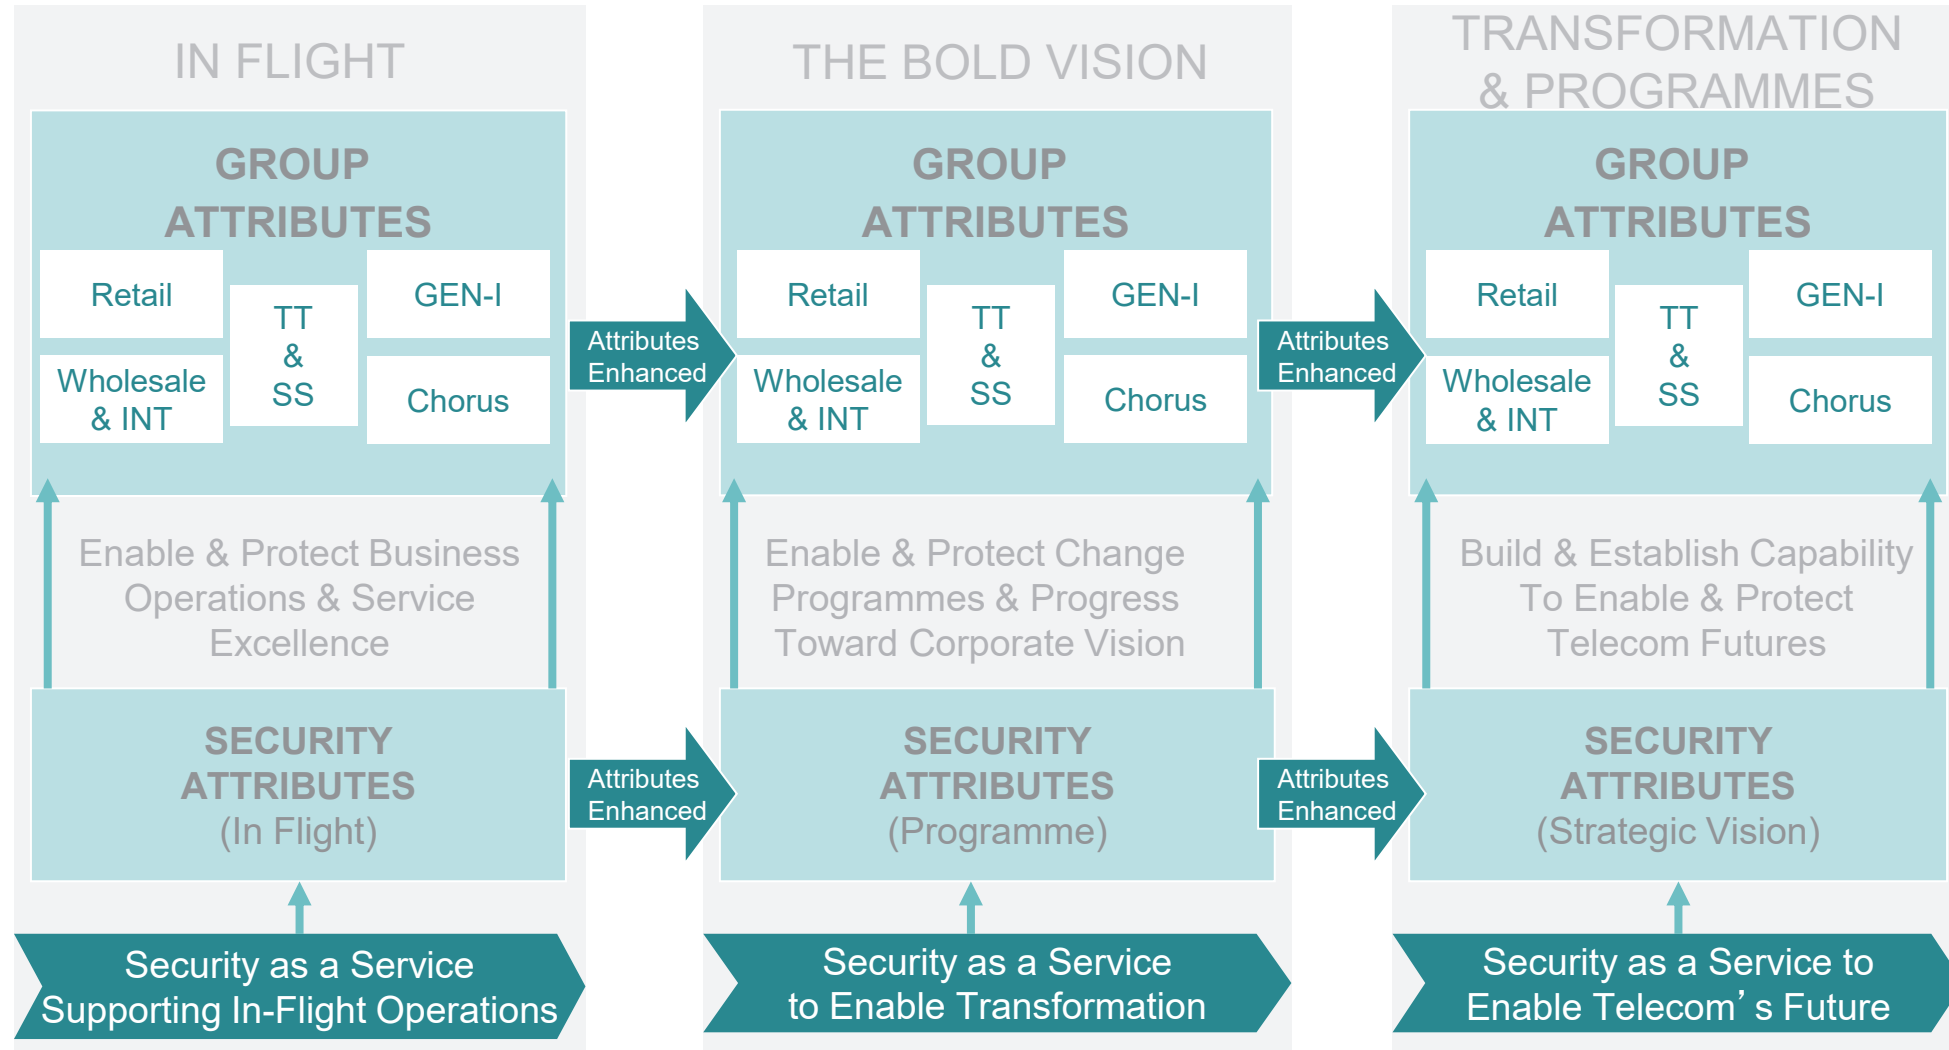 IN FLIGHT
GROUP
ATTRIBUTES
Retail
GEN-I
TT
&
SS
Wholesale
& INT
Chorus
Enable & Protect Business
Operations & Service
Excellence
SECURITY
ATTRIBUTES
(In Flight)
Security as a Service
Supporting In-Flight Operations
Attributes
Enhanced
Attributes
Enhanced
THE BOLD VISION
GROUP
ATTRIBUTES
Retail
GEN-I
TT
&
SS
Wholesale
& INT
Chorus
Enable & Protect Change
Programmes & Progress
Toward Corporate Vision
SECURITY
ATTRIBUTES
(Programme)
Security as a Service
to Enable Transformation
Attributes
Enhanced
Attributes
Enhanced
TRANSFORMATION
& PROGRAMMES
GROUP
ATTRIBUTES
Retail
GEN-I
TT
&
SS
Wholesale
& INT
Chorus
Build & Establish Capability
To Enable & Protect
Telecom Futures
SECURITY
ATTRIBUTES
(Strategic Vision)
Security as a Service to
Enable Telecom’s Future